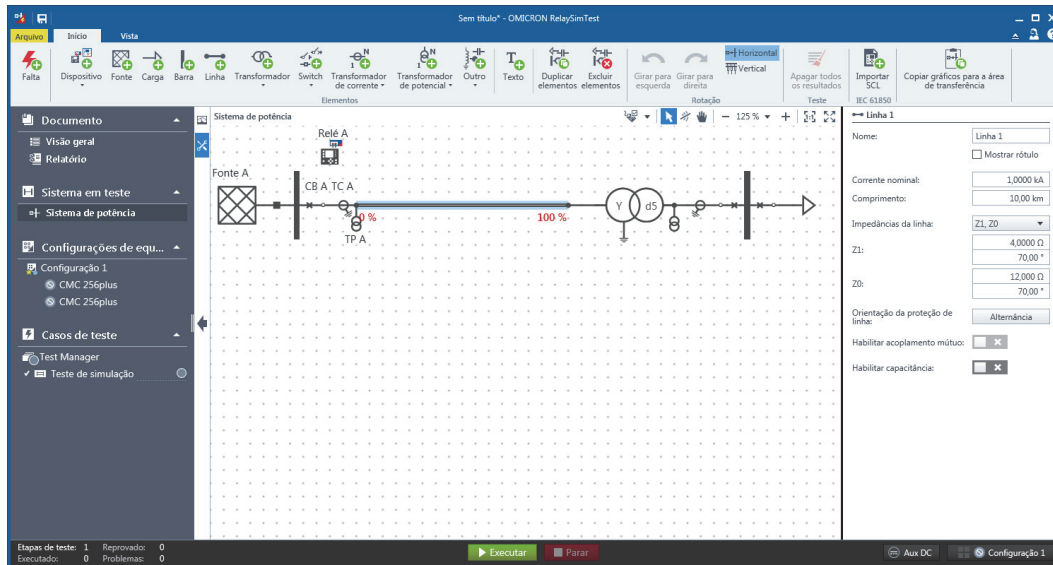 Sem título* - OMICRON RelaySimTest
Arquivo Início Vista
Falta Dispositivo Fonte Carga Barra Linha Transformador Switch Transformador de corrente Transformador de potencial Outro Texto Duplicar elementos Excluir elementos Girar para esquerda Girar para direita Horizontal Vertical Apagar todos os resultados Importar SCL Copiar gráficos para a área de transferência
Elementos Rotação Teste IEC 61850
Documento
Visão geral
Relatório
Sistema em teste
Sistema de potência
Configurações de equ...
Configuração 1
CMC 256plus
CMC 256plus
Casos de teste
Test Manager
Teste de simulação
Sistema de potência
125 %
Relé A
Fonte A
CB A TC A
0 % 100 %
TP A
Y d5
Linha 1
Nome: Linha 1
Mostrar rótulo
Corrente nominal: 1,0000 kA
Comprimento: 10,00 km
Impedâncias da linha: Z1, Z0
Z1: 4,0000 Ω
70,00 °
Z0: 12,000 Ω
70,00 °
Orientação da proteção de linha: Alternância
Habilitar acoplamento mútuo:
Habilitar capacitância:
Etapas de teste: 1 Reprovado: 0
Executado: 0 Problemas: 0
Executar Parar
Aux DC Configuração 1